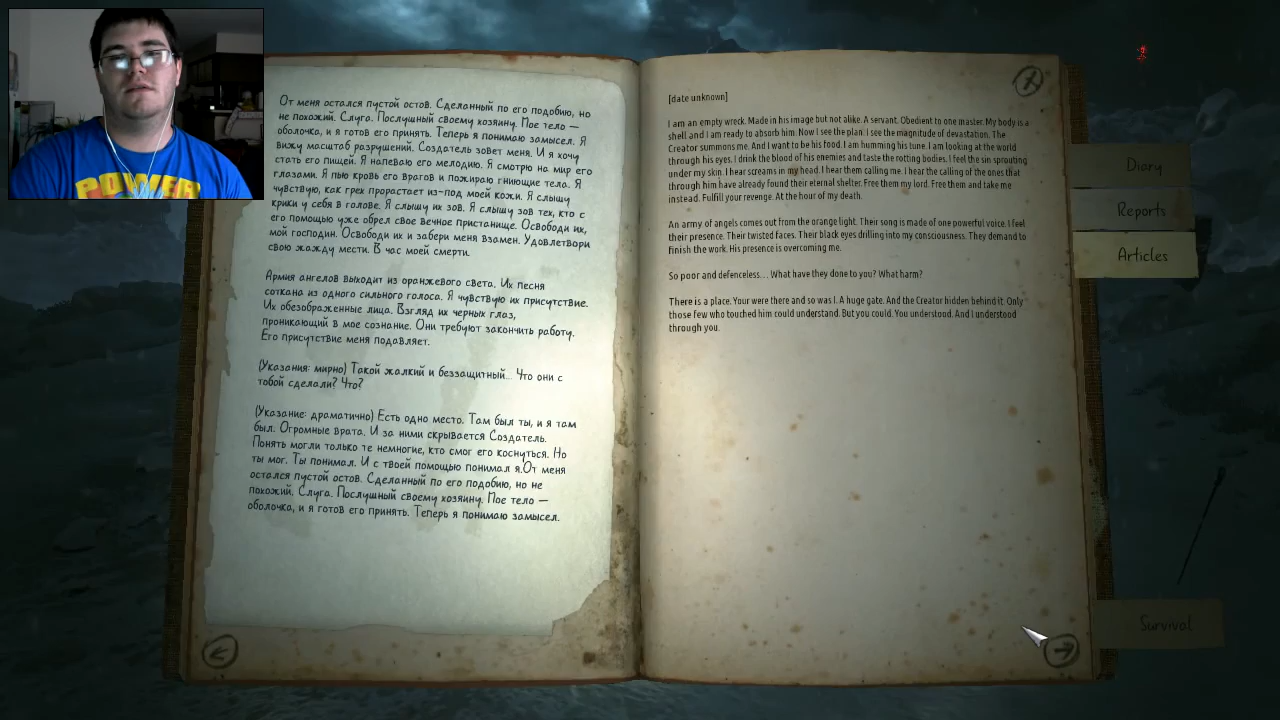 POWER
От меня остался пустой остов. Сделанный по его подобию, но
не похожий. Слуга. Послушный своему хозяину. Мое тело —
оболочка, и я готов его принять. Теперь я понимаю замысел. Я
вижу масштаб разрушений. Создатель зовет меня. И я хочу
стать его пищей. Я напеваю его мелодию. Я смотрю на мир его
глазами. Я пью кровь его врагов и пожираю гниющие тела. Я
чувствую, как грех прорастает из-под моей кожи. Я слышу
крики у себя в голове. Я слышу их зов. Я слышу зов тех, кто с
его помощью уже обрел свое вечное пристанище. Освободи их,
мой господин. Освободи их и забери меня взамен. Удовлетвори
свою жажду мести. В час моей смерти.
Армия ангелов выходит из оранжевого света. Их песня
соткана из одного сильного голоса. Я чувствую их присутствие.
Их обезображенные лица. Взгляд их черных глаз,
проникающий в мое сознание. Они требуют закончить работу.
Его присутствие меня подавляет.
(Указания: мирно) Такой жалкий и беззащитный... Что они с
тобой сделали? Что?
(Указание: драматично) Есть одно место. Там был ты, и я там
был. Огромные врата. И за ними скрывается Создатель.
Понять могли только те немногие, кто смог его коснуться. Но
ты мог. Ты понимал. И с твоей помощью понимал я.От меня
остался пустой остов. Сделанный по его подобию, но не
похожий. Слуга. Послушный своему хозяину. Мое тело —
оболочка, и я готов его принять. Теперь я понимаю замысел.
[date unknown]
I am an empty wreck. Made in his image but not alike. A servant. Obedient to one master. My body is a
shell and I am ready to absorb him. Now I see the plan. I see the magnitude of devastation. The
Creator summons me. And I want to be his food. I am humming his tune. I am looking at the world
through his eyes. I drink the blood of his enemies and taste the rotting bodies. I feel the sin sprouting
under my skin. I hear screams in my head. I hear them calling me. I hear the calling of the ones that
through him have already found their eternal shelter. Free them my lord. Free them and take me
instead. Fulfill your revenge. At the hour of my death.
An army of angels comes out from the orange light. Their song is made of one powerful voice. I feel
their presence. Their twisted faces. Their black eyes drilling into my consciousness. They demand to
finish the work. His presence is overcoming me.
So poor and defenceless... What have they done to you? What harm?
There is a place. Your were there and so was I. A huge gate. And the Creator hidden behind it. Only
those few who touched him could understand. But you could. You understood. And I understood
through you.
Diary
Reports
Articles
Survival